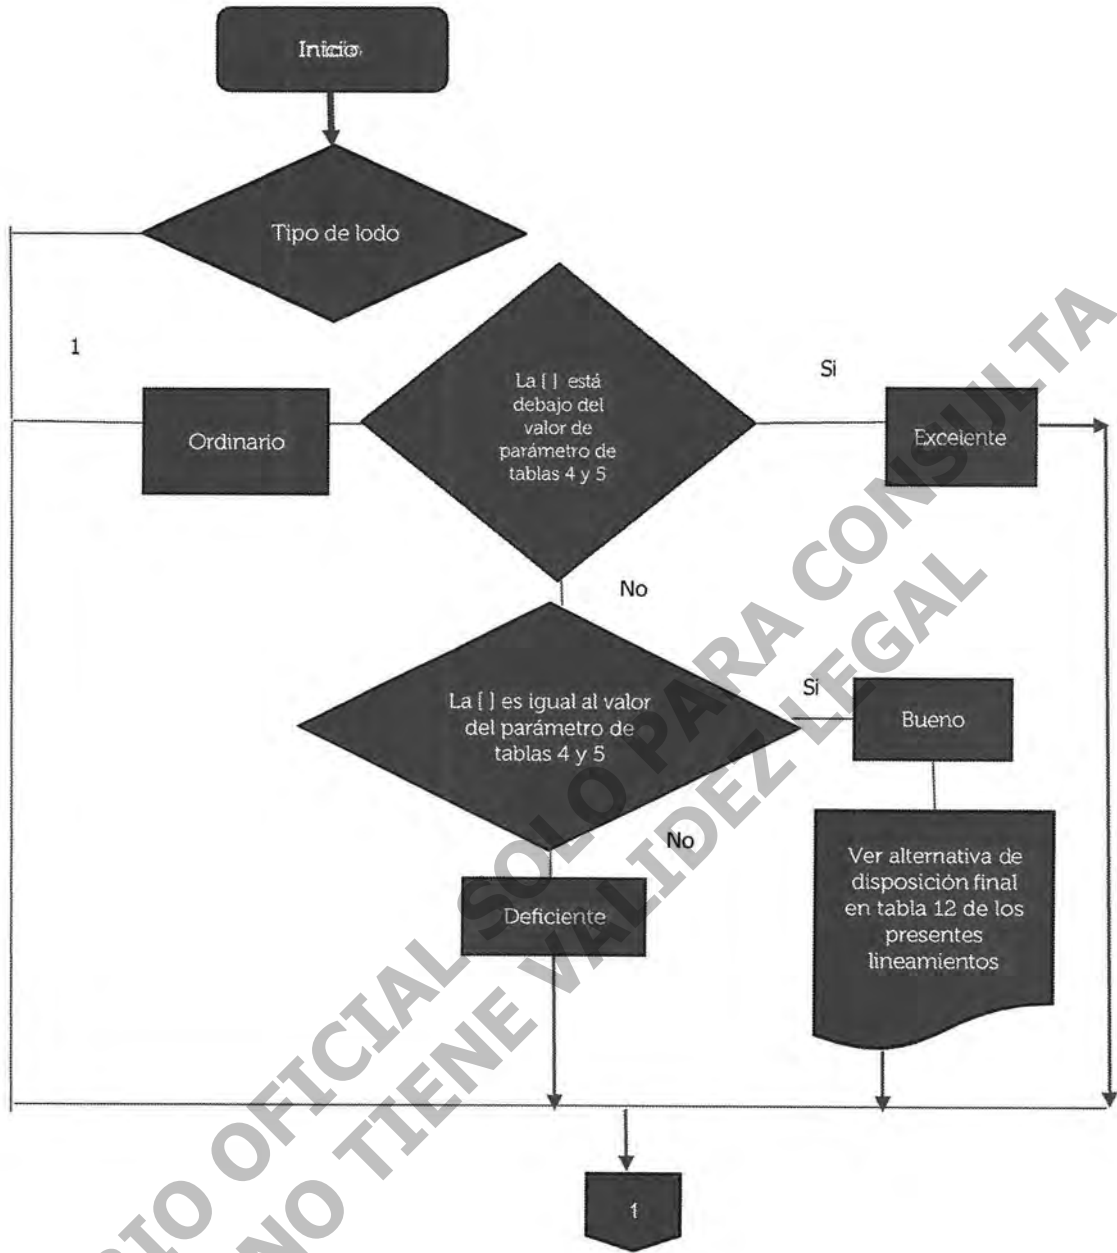 Inicio
Tipo de lodo
1
Ordinario
La [ ] está
debajo del
valor de
parámetro de
tablas 4 y 5
Si
Excelente
No
La [ ] es igual al valor
del parámetro de
tablas 4 y 5
Si
Bueno
No
Deficiente
Ver alternativa de
disposición final
en tabla 12 de los
presentes
lineamientos
1
DIARIO OFICIAL SOLO PARA CONSULTA
NO TIENE VALIDEZ LEGAL